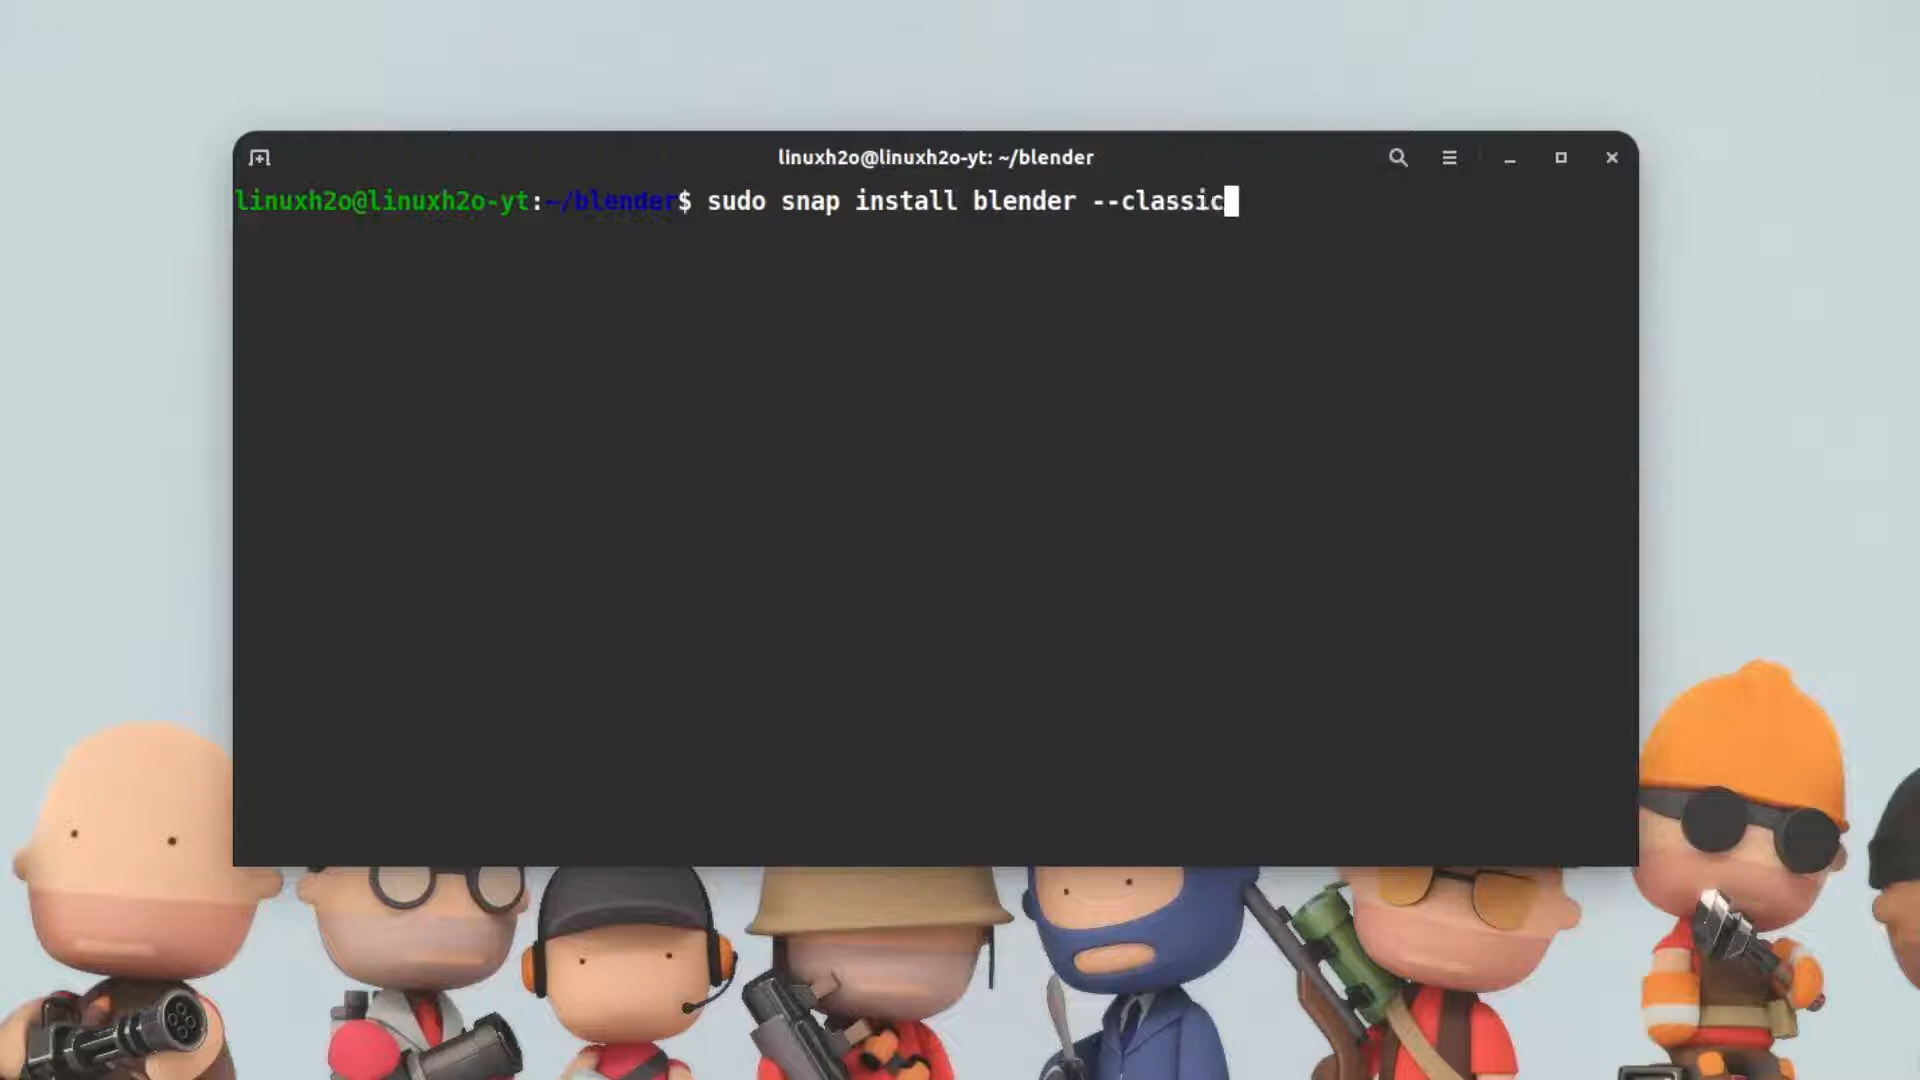 linuxh2o@linuxh2o-yt: ~/blender
linuxh2o@linuxh2o-yt:~/blender$ sudo snap install blender --classic